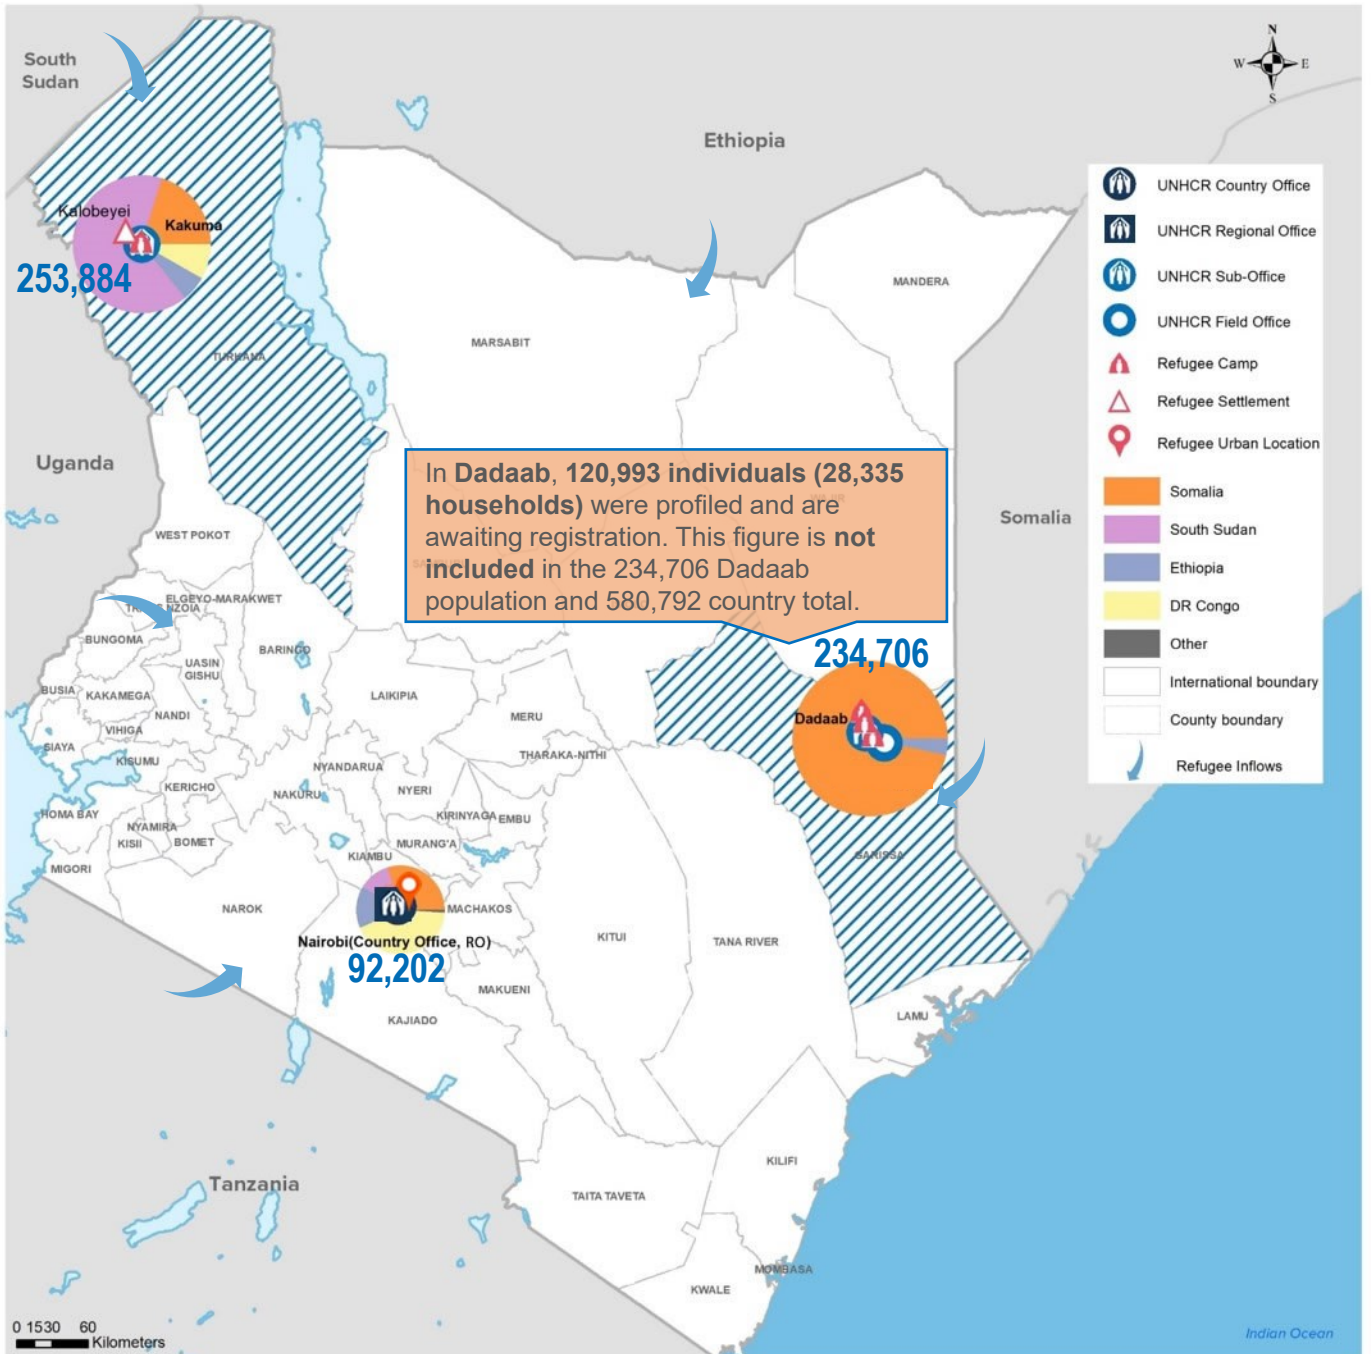 South
Sudan
Ethiopia
N
W E
S
Kalobeyei
Kakuma
253,884
TURKANA
MARSABIT
MANDERA
UNHCR Country Office
UNHCR Regional Office
UNHCR Sub-Office
UNHCR Field Office
Refugee Camp
Refugee Settlement
Refugee Urban Location
Somalia
South Sudan
Ethiopia
DR Congo
Other
International boundary
County boundary
Refugee Inflows
Uganda
Somalia
In Dadaab, 120,993 individuals (28,335
households) were profiled and are
awaiting registration. This figure is not
included in the 234,706 Dadaab
population and 580,792 country total.
234,706
Dadaab
GARISSA
WEST POKOT
ELGEYO-MARAKWET
NZOIA
BUNGOMA
UASIN
GISHU
BARINGO
BUSIA
KAKAMEGA
NANDI
LAIKIPIA
MERU
VIHIGA
SIAYA
KISUMU
NYANDARUA
THARAKA-NITHI
KERICHO
NAKURU
NYERI
HOMA BAY
NYAMIRA
KIRINYAGA
EMBU
KISII
BOMET
MURANG'A
MIGORI
KIAMBU
NAROK
MACHAKOS
KITUI
TANA RIVER
Nairobi(Country Office, RO)
92,202
MAKUENI
KAJIADO
LAMU
Tanzania
TAITA TAVETA
KILIFI
MOMBASA
KWALE
0 1530 60
Kilometers
Indian Ocean